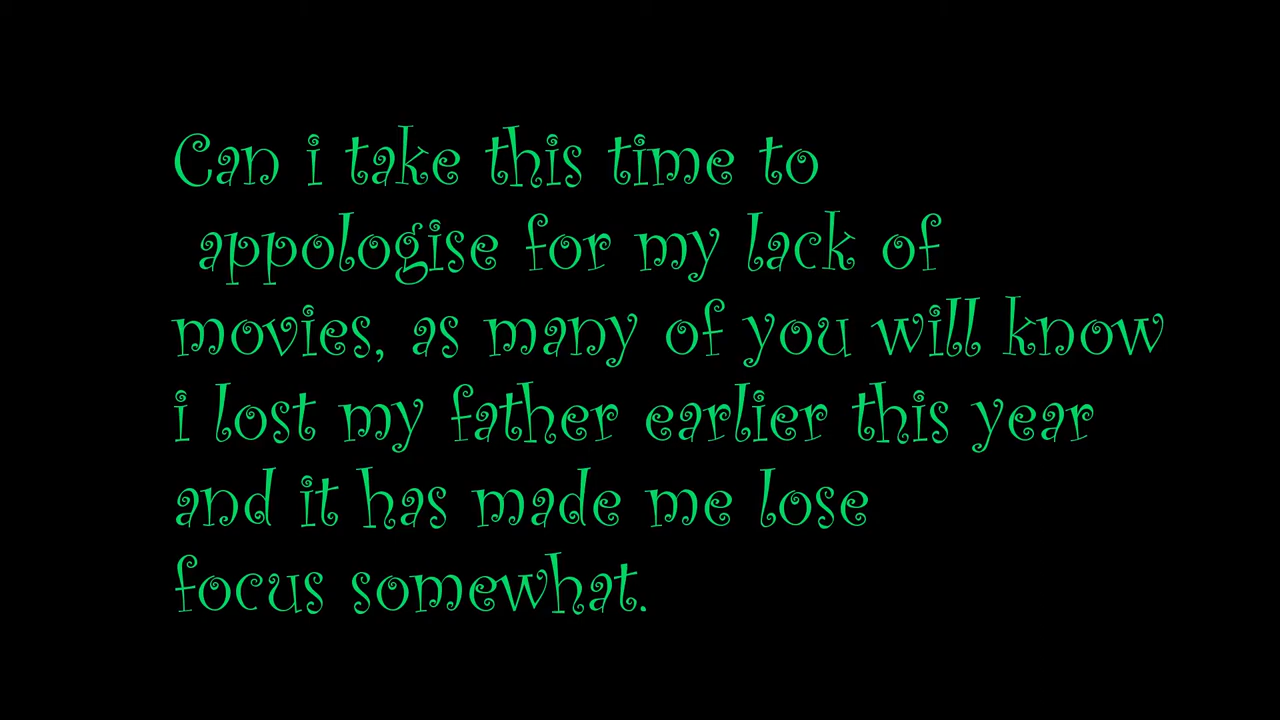 Can i take this time to
appologise for my lack of
movies, as many of you will know
i lost my father earlier this year
and it has made me lose
focus somewhat.